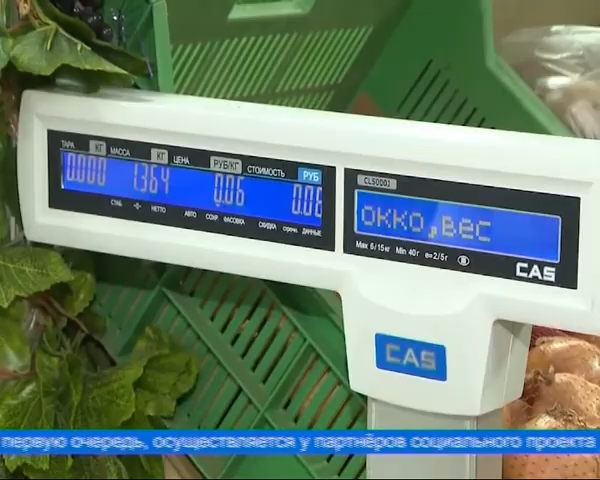 ТАРА КГ МАССА КГ ЦЕНА РУБ/КГ СТОИМОСТЬ РУБ
0.000 1.364 0.06 0.06
СТАБ НЕТТО АВТО СОХР. ФАСОВКА СКИДКА ДАННЫЕ
CL5000J
окко,вес
Max 6/15кг Min 40г e=2/5г
CAS
CAS
первую очередь, осуществляется у партнёров социального проекта